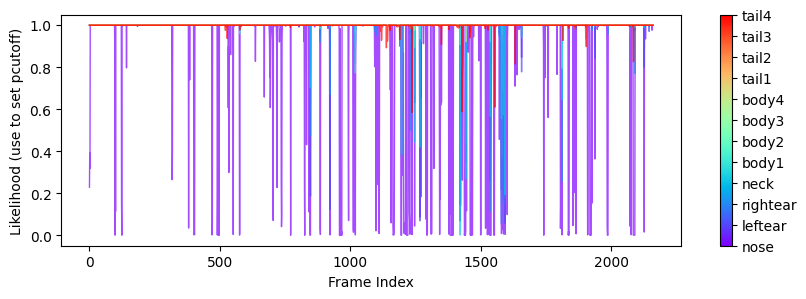 Likelihood (use to set pcutoff)
1.0
0.8
0.6
0.4
0.2
0.0
0
500
1000
1500
2000
Frame Index
tail4
tail3
tail2
tail1
body4
body3
body2
body1
neck
rightear
leftear
nose